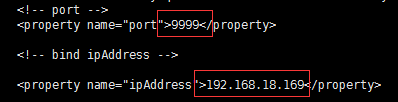 <!-- port -->
<property name="port">9999</property>
<!-- bind ipAddress -->
<property name="ipAddress">192.168.18.169</property>